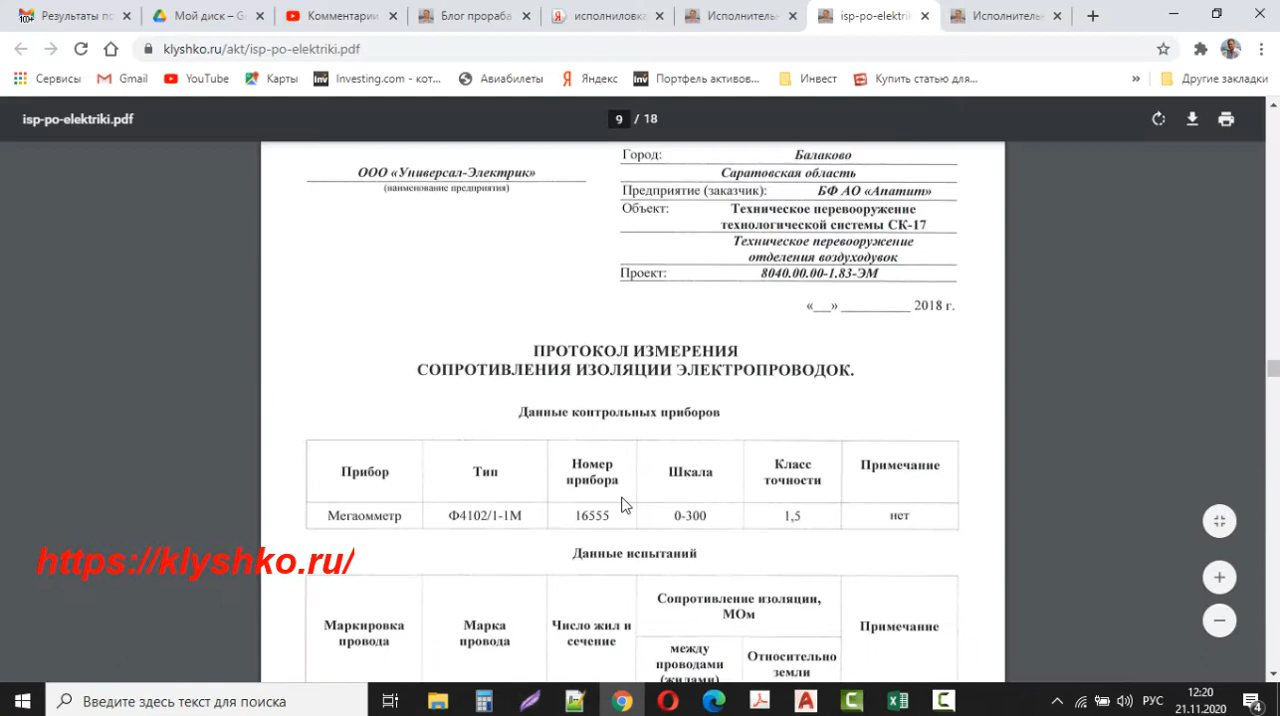 Результаты п
Мой диск – G
Комментарии
Блог прораба
исполниловка
isp-po-elektrik
Исполнитель
klyshko.ru/akt/isp-po-elektriki.pdf
Сервисы
Gmail
YouTube
Карты
Investing.com - кот...
Авиабилеты
Яндекс
Портфель активов...
Инвест
Купить статью для...
»
Другие закладки
isp-po-elektriki.pdf
9 / 18
ООО «Универсал-Электрик»
(наименование предприятия)
Город: Балаково
Саратовская область
Предприятие (заказчик): БФ АО «Апатит»
Объект: Техническое перевооружение
технологической системы СК-17
Техническое перевооружение
отделения воздуходувок
Проект: 8040.00.00-1.83-ЭМ
«__» __________ 2018 г.
ПРОТОКОЛ ИЗМЕРЕНИЯ
СОПРОТИВЛЕНИЯ ИЗОЛЯЦИИ ЭЛЕКТРОПРОВОДОК.
Данные контрольных приборов
Прибор
Тип
Номер
прибора
Шкала
Класс
точности
Примечание
Мегаомметр
Ф4102/1-1М
16555
0-300
1,5
нет
Данные испытаний
https://klyshko.ru/
Маркировка
провода
Марка
провода
Число жил и
сечение
Сопротивление изоляции,
МОм
между
проводами
(жилами)
Относительно
земли
Примечание
Введите здесь текст для поиска
РУС
12:20
21.11.2020
4